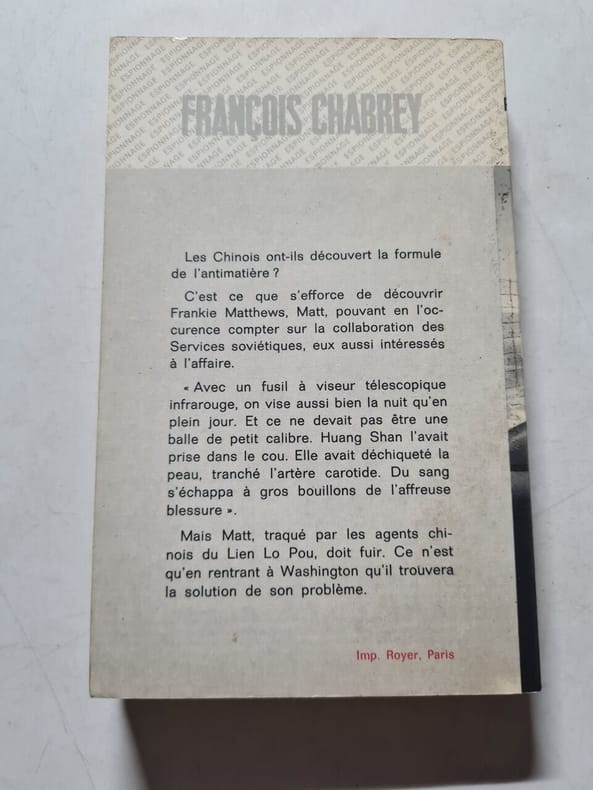 FRANÇOIS CHABREY
Les Chinois ont-ils découvert la formule
de l'antimatière ?
C'est ce que s'efforce de découvrir
Frankie Matthews, Matt, pouvant en l'oc-
curence compter sur la collaboration des
Services soviétiques, eux aussi intéressés
à l'affaire.
« Avec un fusil à viseur télescopique
infrarouge, on vise aussi bien la nuit qu'en
plein jour. Et ce ne devait pas être une
balle de petit calibre. Huang Shan l'avait
prise dans le cou. Elle avait déchiqueté la
peau, tranché l'artère carotide. Du sang
s'échappa à gros bouillons de l'affreuse
blessure ».
Mais Matt, traqué par les agents chi-
nois du Lien Lo Pou, doit fuir. Ce n'est
qu'en rentrant à Washington qu'il trouvera
la solution de son problème.
Imp. Royer, Paris